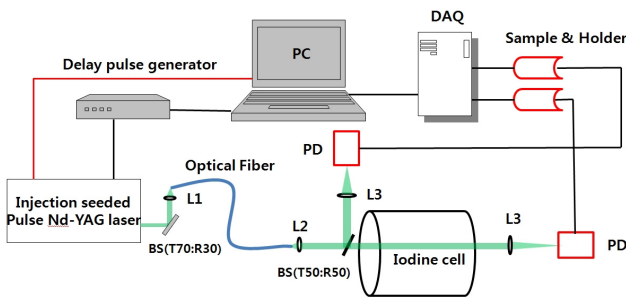 DAQ
PC
Sample & Holder
Delay pulse generator
PD
Optical Fiber
L1
L3
Injection seeded
Pulse Nd-YAG laser
L2
L3
BS(T70:R30)
Iodine cell
PD
BS(T50:R50)